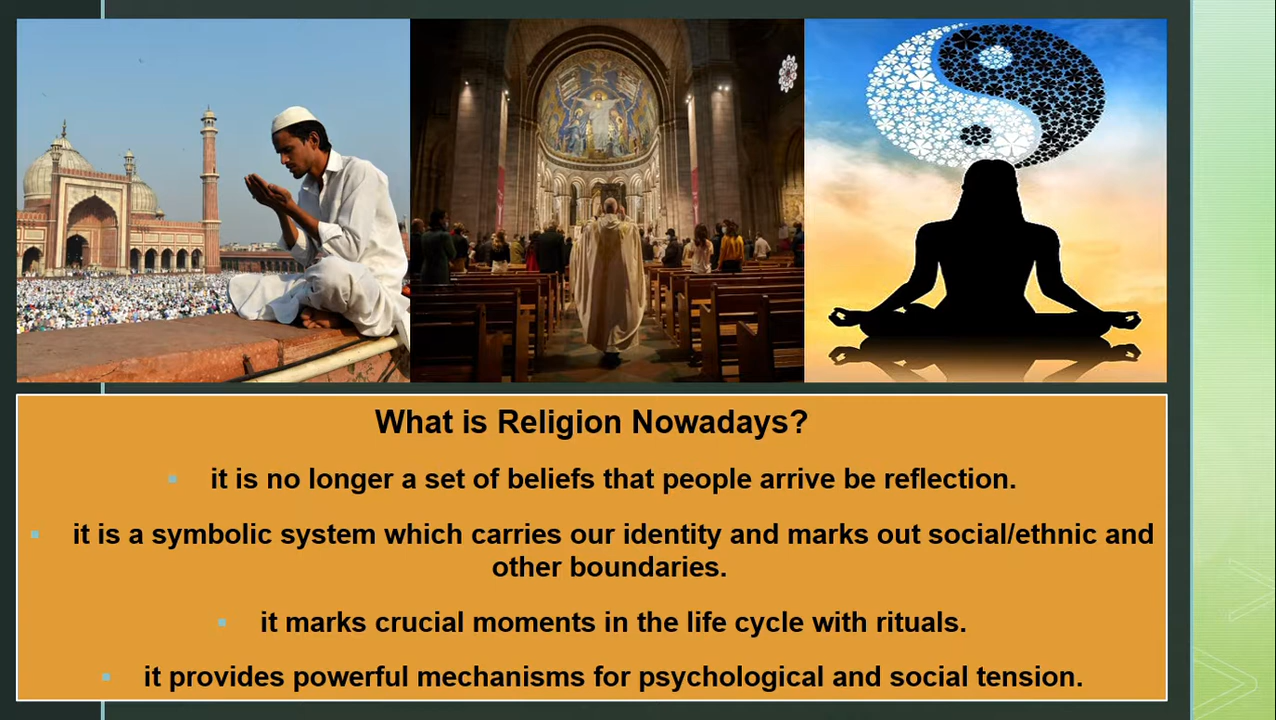 What is Religion Nowadays?
it is no longer a set of beliefs that people arrive be reflection.
it is a symbolic system which carries our identity and marks out social/ethnic and
other boundaries.
it marks crucial moments in the life cycle with rituals.
it provides powerful mechanisms for psychological and social tension.